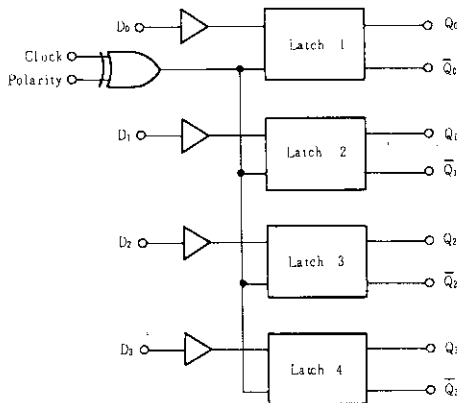 D₀
Latch 1
Q₀
Q̅₀
Clock
Polarity
D₁
Latch 2
Q₁
Q̅₁
D₂
Latch 3
Q₂
Q̅₂
D₃
Latch 4
Q₃
Q̅₃